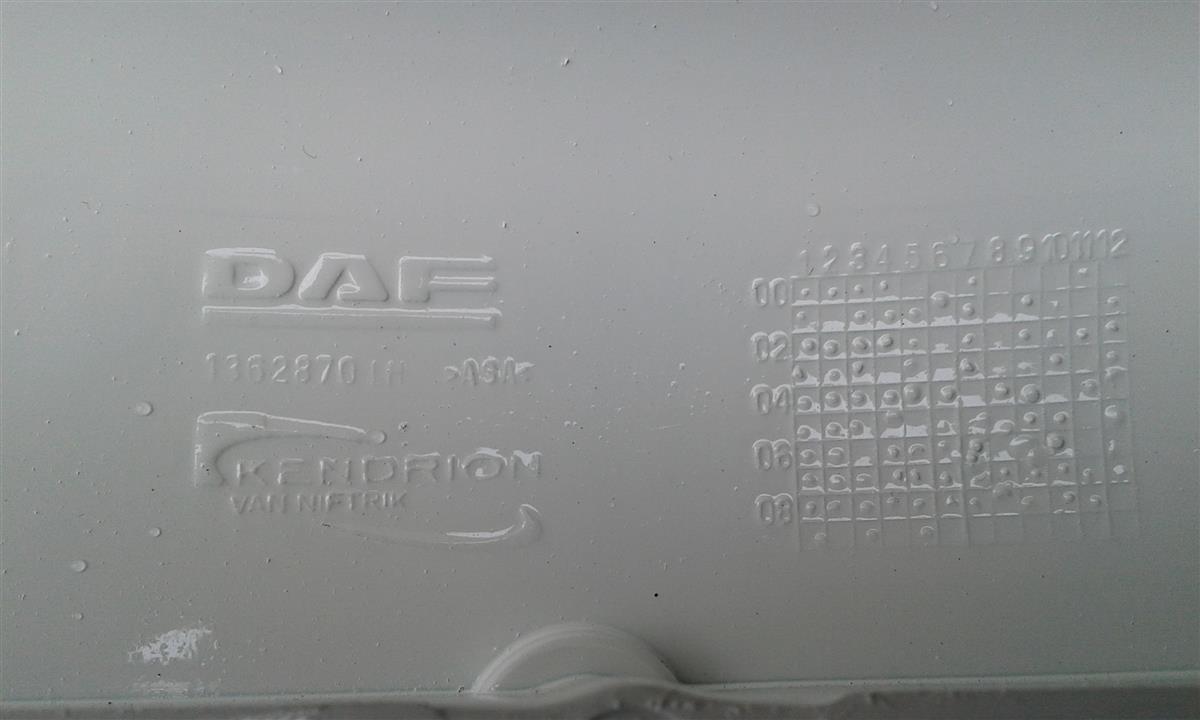 DAF
1362870 LH >ASA<
KENDRION
VAN NIFTRIK
1 2 3 4 5 6 7 8 9 10 11 12
00
02
04
06
08